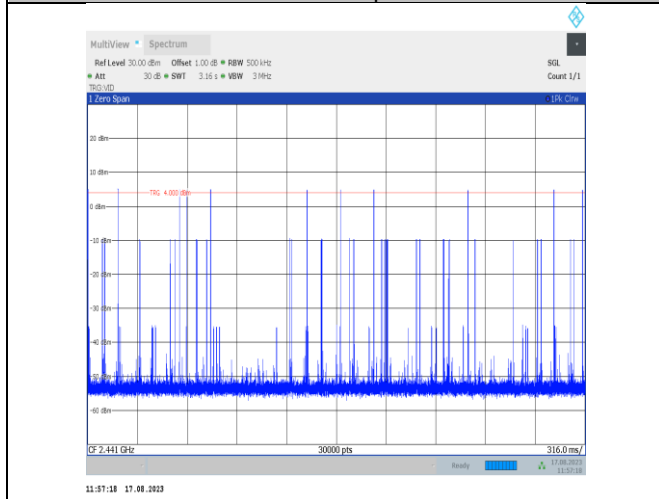 MultiView Spectrum
Ref Level 30.00 dBm Offset 1.00 dB RBW 500 kHz SGL
Att 30 dB SWT 3.16 s VBW 3 MHz Count 1/1
TRG:VID
1 Zero Span 1Pk Clrw
20 dBm
10 dBm
TRG 4.000 dBm
0 dBm
-10 dBm
-20 dBm
-30 dBm
-40 dBm
-50 dBm
-60 dBm
CF 2.441 GHz 30000 pts 316.0 ms/
Ready 17.08.2023
11:57:18
11:57:18 17.08.2023